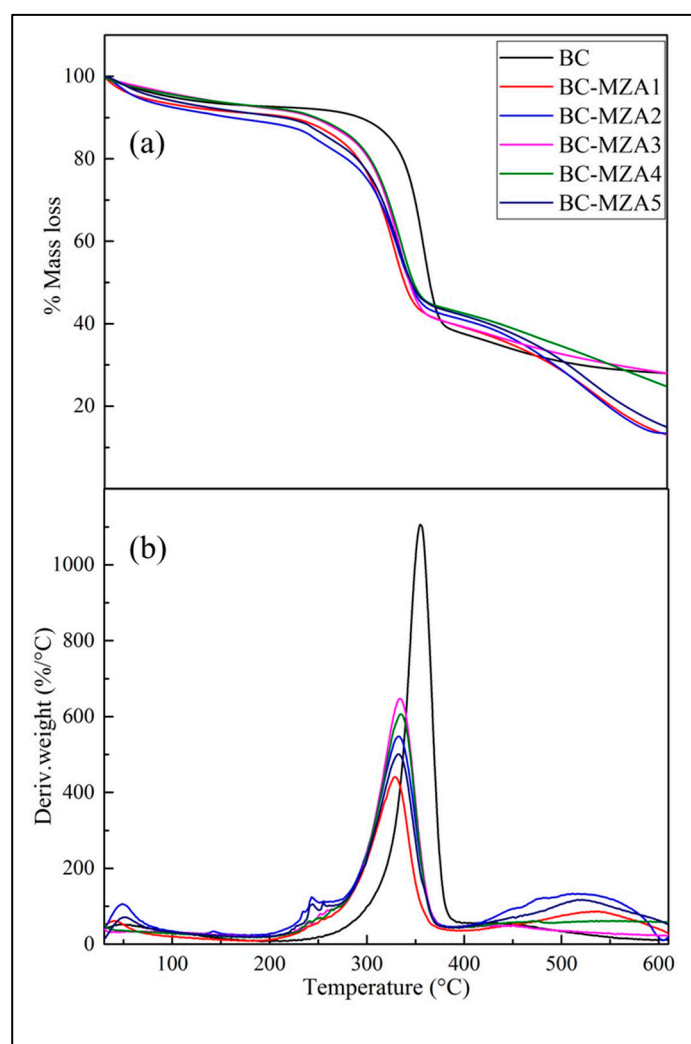 100
80
60
40
20
% Mass loss
(a)
BC
BC-MZA1
BC-MZA2
BC-MZA3
BC-MZA4
BC-MZA5
(b)
1000
800
600
400
200
0
Deriv.weight (%/°C)
100 200 300 400 500 600
Temperature (°C)